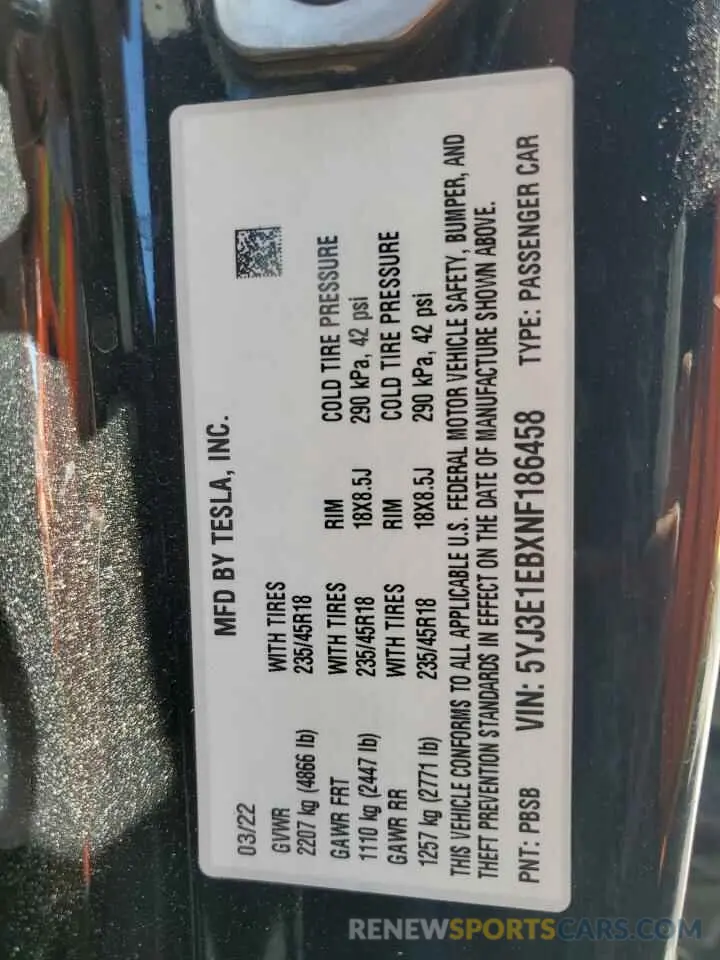 MFD BY TESLA, INC.
03/22
GVWR WITH TIRES
2207 kg (4866 lb) 235/45R18
GAWR FRT WITH TIRES RIM COLD TIRE PRESSURE
1110 kg (2447 lb) 235/45R18 18X8.5J 290 kPa, 42 psi
GAWR RR WITH TIRES RIM COLD TIRE PRESSURE
1257 kg (2771 lb) 235/45R18 18X8.5J 290 kPa, 42 psi
THIS VEHICLE CONFORMS TO ALL APPLICABLE U.S. FEDERAL MOTOR VEHICLE SAFETY, BUMPER, AND
THEFT PREVENTION STANDARDS IN EFFECT ON THE DATE OF MANUFACTURE SHOWN ABOVE.
PNT: PBSB VIN: 5YJ3E1EBXNF186458 TYPE: PASSENGER CAR
RENEWSPORTSCARS.COM